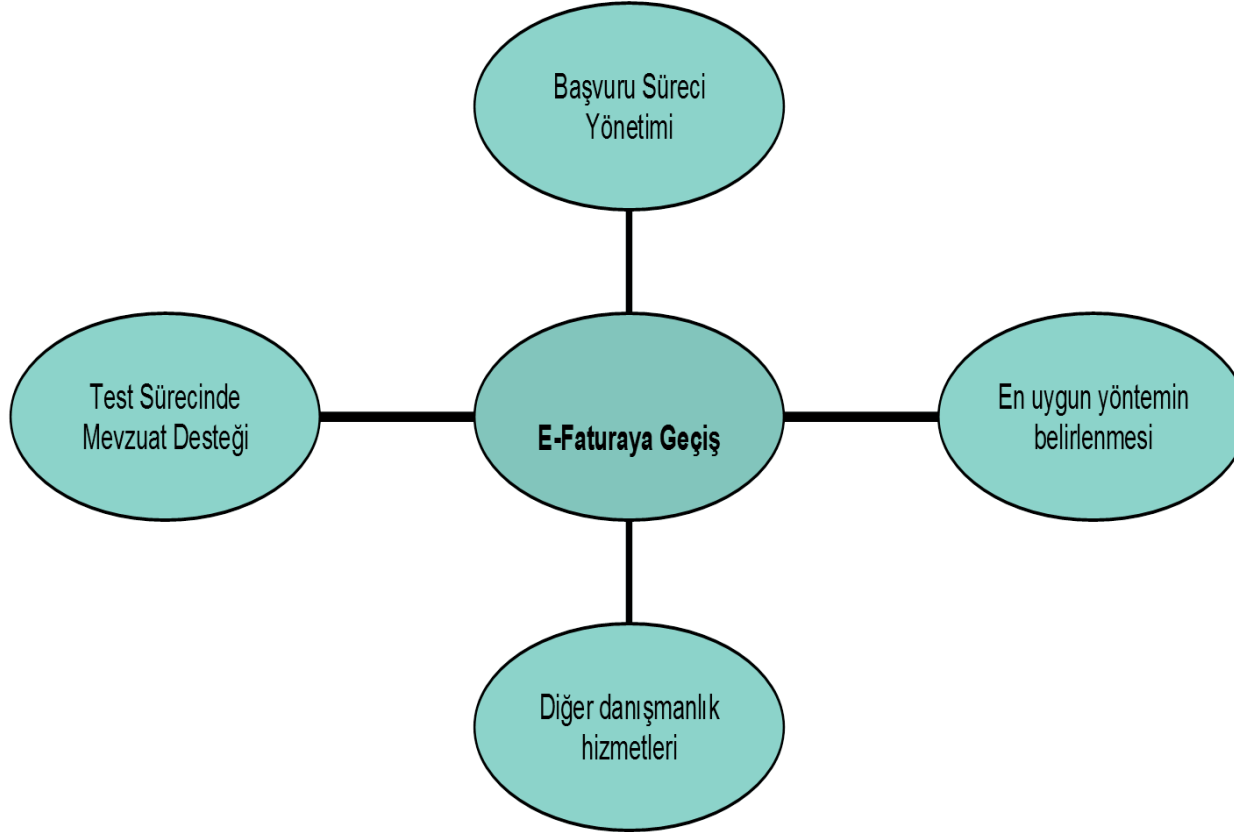 Başvuru Süreci
Yönetimi
Test Sürecinde
Mevzuat Desteği
E-Faturaya Geçiş
En uygun yöntemin
belirlenmesi
Diğer danışmanlık
hizmetleri